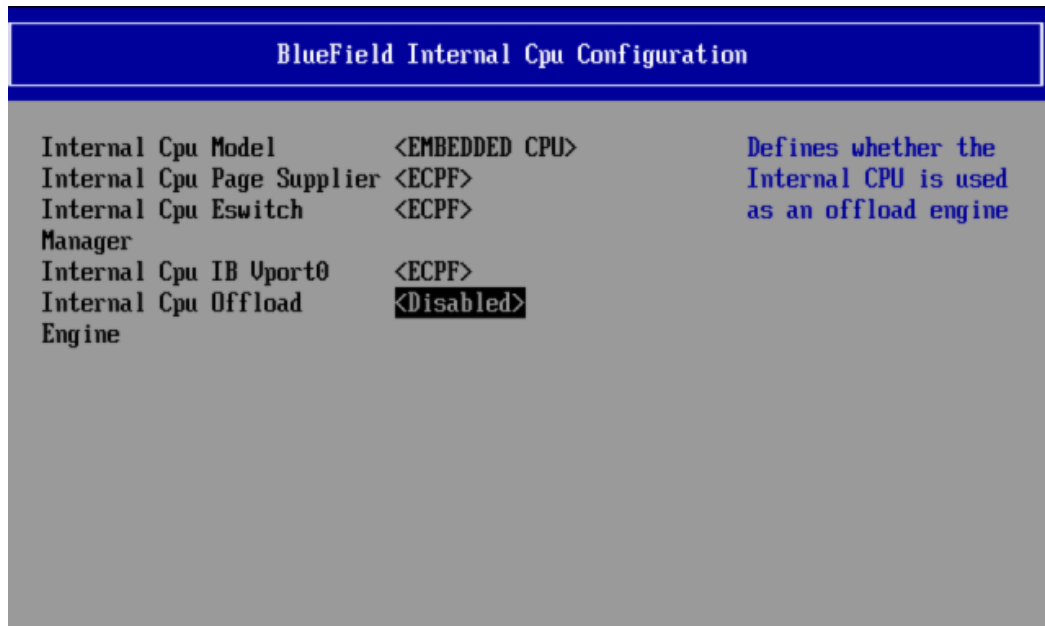 BlueField Internal Cpu Configuration
Internal Cpu Model <EMBEDDED CPU>
Internal Cpu Page Supplier <ECPF>
Internal Cpu Eswitch <ECPF>
Manager
Internal Cpu IB Vport0 <ECPF>
Internal Cpu Offload <Disabled>
Engine
Defines whether the
Internal CPU is used
as an offload engine